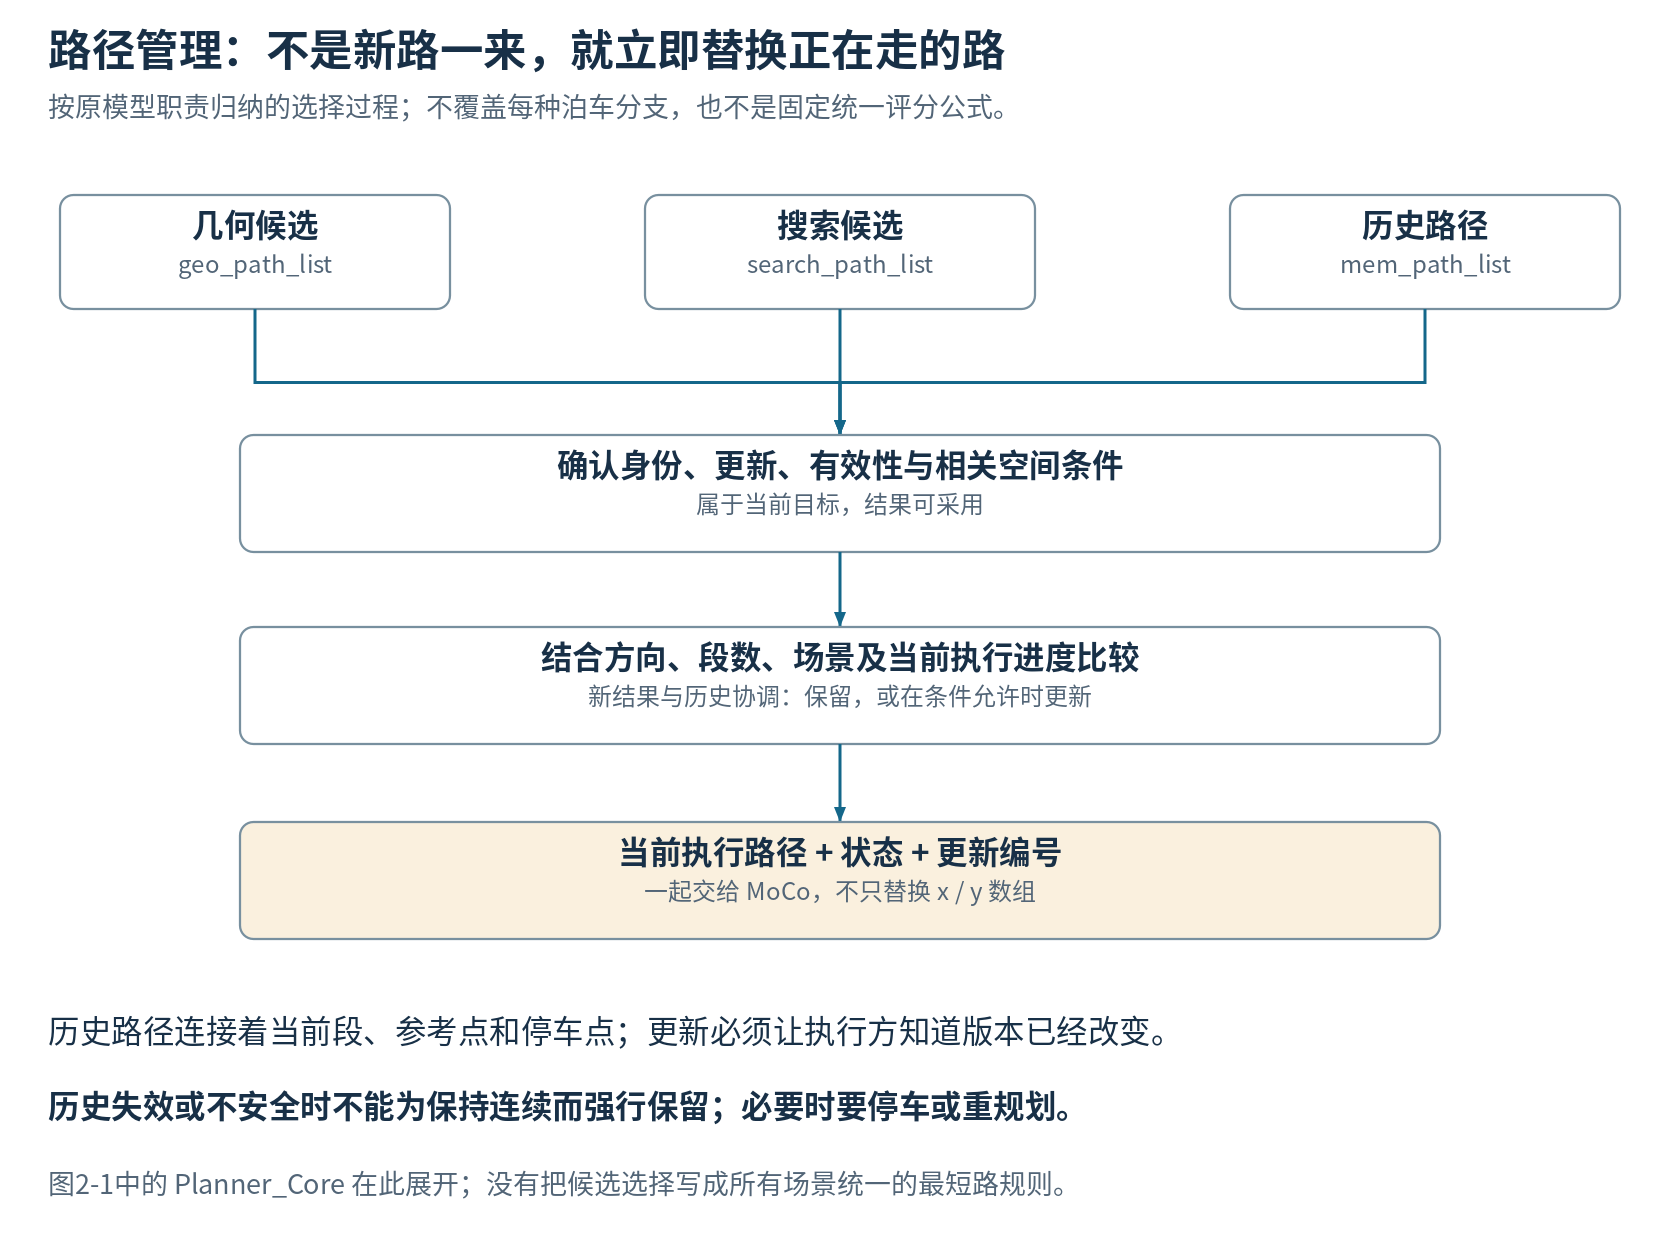 路径管理：不是新路一来，就立即替换正在走的路
按原模型职责归纳的选择过程；不覆盖每种泊车分支，也不是固定统一评分公式。
几何候选
geo_path_list
搜索候选
search_path_list
历史路径
mem_path_list
确认身份、更新、有效性与相关空间条件
属于当前目标，结果可采用
结合方向、段数、场景及当前执行进度比较
新结果与历史协调：保留，或在条件允许时更新
当前执行路径 + 状态 + 更新编号
一起交给 MoCo，不只替换 x / y 数组
历史路径连接着当前段、参考点和停车点；更新必须让执行方知道版本已经改变。
历史失效或不安全时不能为保持连续而强行保留；必要时要停车或重规划。
图2-1中的 Planner_Core 在此展开；没有把候选选择写成所有场景统一的最短路规则。